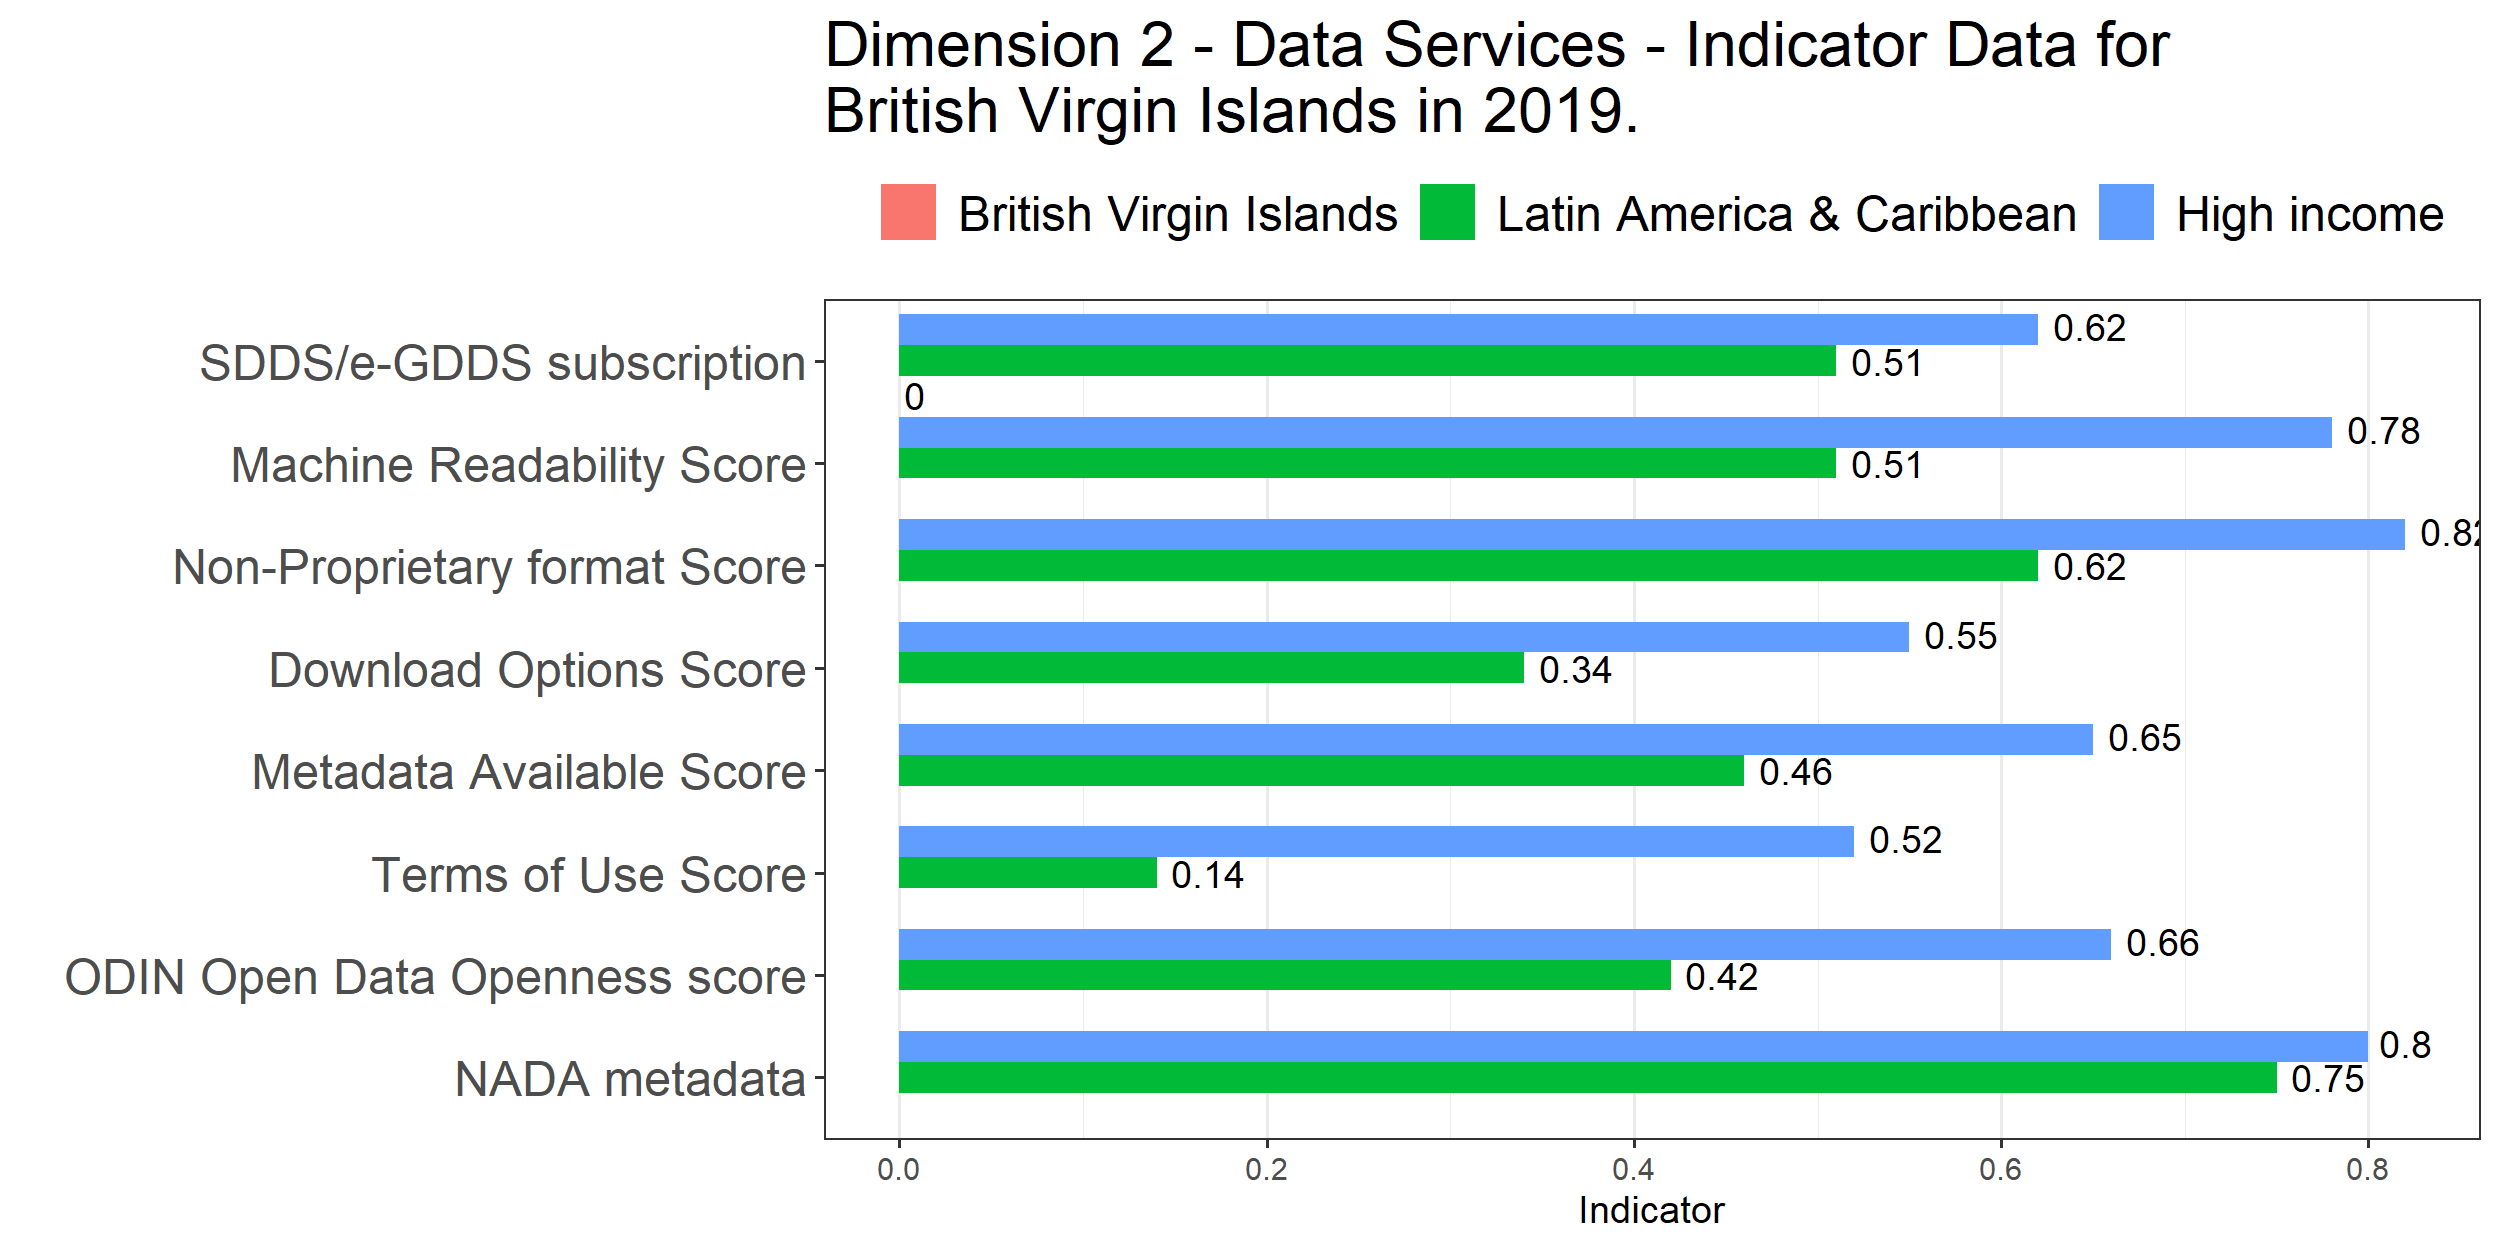 Dimension 2 - Data Services - Indicator Data for
British Virgin Islands in 2019.
British Virgin Islands Latin America & Caribbean High income
SDDS/e-GDDS subscription 0.62 0.51 0
Machine Readability Score 0.78 0.51
Non-Proprietary format Score 0.82 0.62
Download Options Score 0.55 0.34
Metadata Available Score 0.65 0.46
Terms of Use Score 0.52 0.14
ODIN Open Data Openness score 0.66 0.42
NADA metadata 0.8 0.75
0.0 0.2 0.4 0.6 0.8
Indicator